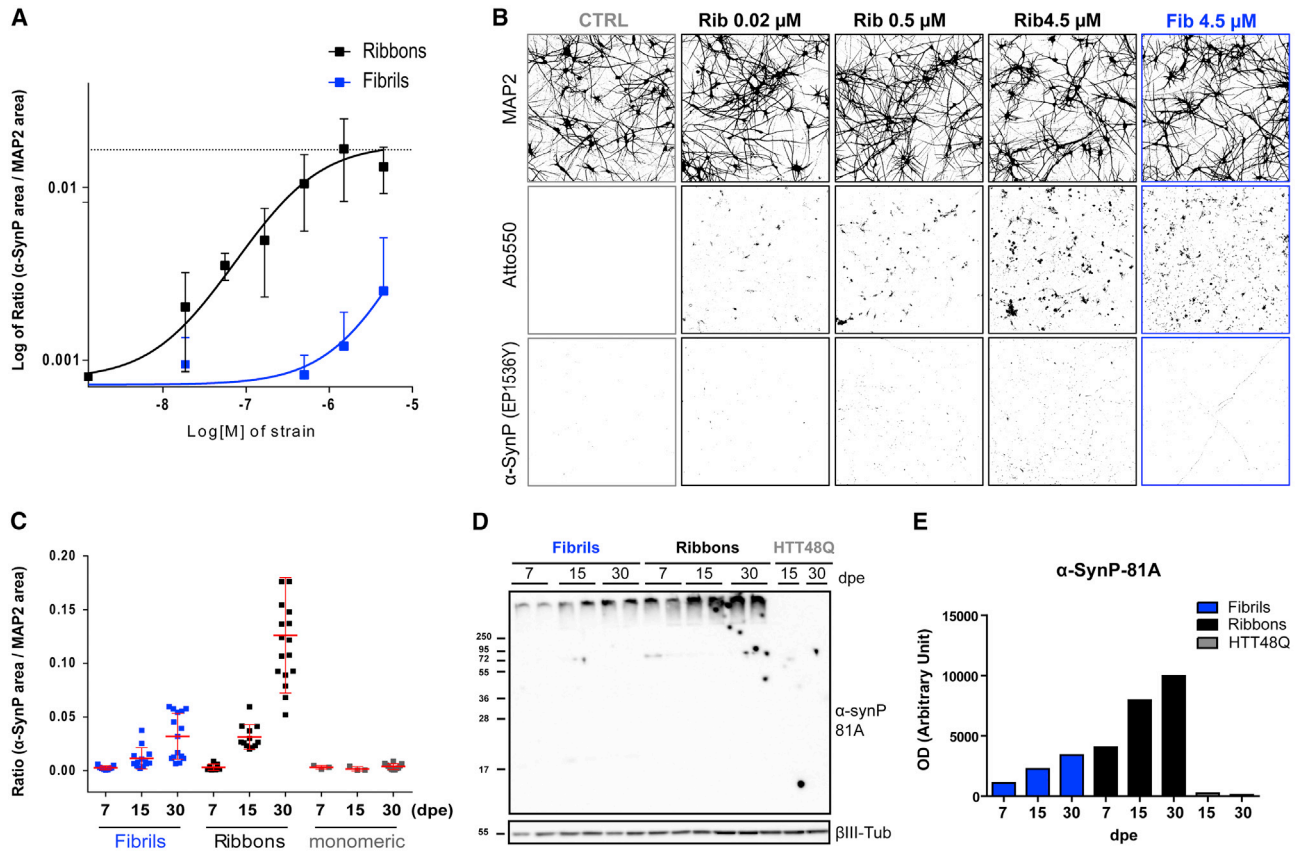 A
Ribbons
Fibrils
Log of Ratio (α-SynP area / MAP2 area)
0.01
0.001
-8 -7 -6 -5
Log[M] of strain
B
CTRL Rib 0.02 µM Rib 0.5 µM Rib4.5 µM Fib 4.5 µM
MAP2
Atto550
α-SynP (EP1536Y)
C
Ratio (α-SynP area / MAP2 area)
0.20
0.15
0.10
0.05
0.00
7 15 30 7 15 30 7 15 30 (dpe)
Fibrils Ribbons monomeric
D
Fibrils Ribbons HTT48Q
7 15 30 7 15 30 15 30 dpe
250
95
72
55
36
28
17
α-synP
81A
55
βIII-Tub
E
α-SynP-81A
Fibrils
Ribbons
HTT48Q
OD (Arbitrary Unit)
15000
10000
5000
0
7 15 30 7 15 30 15 30
dpe